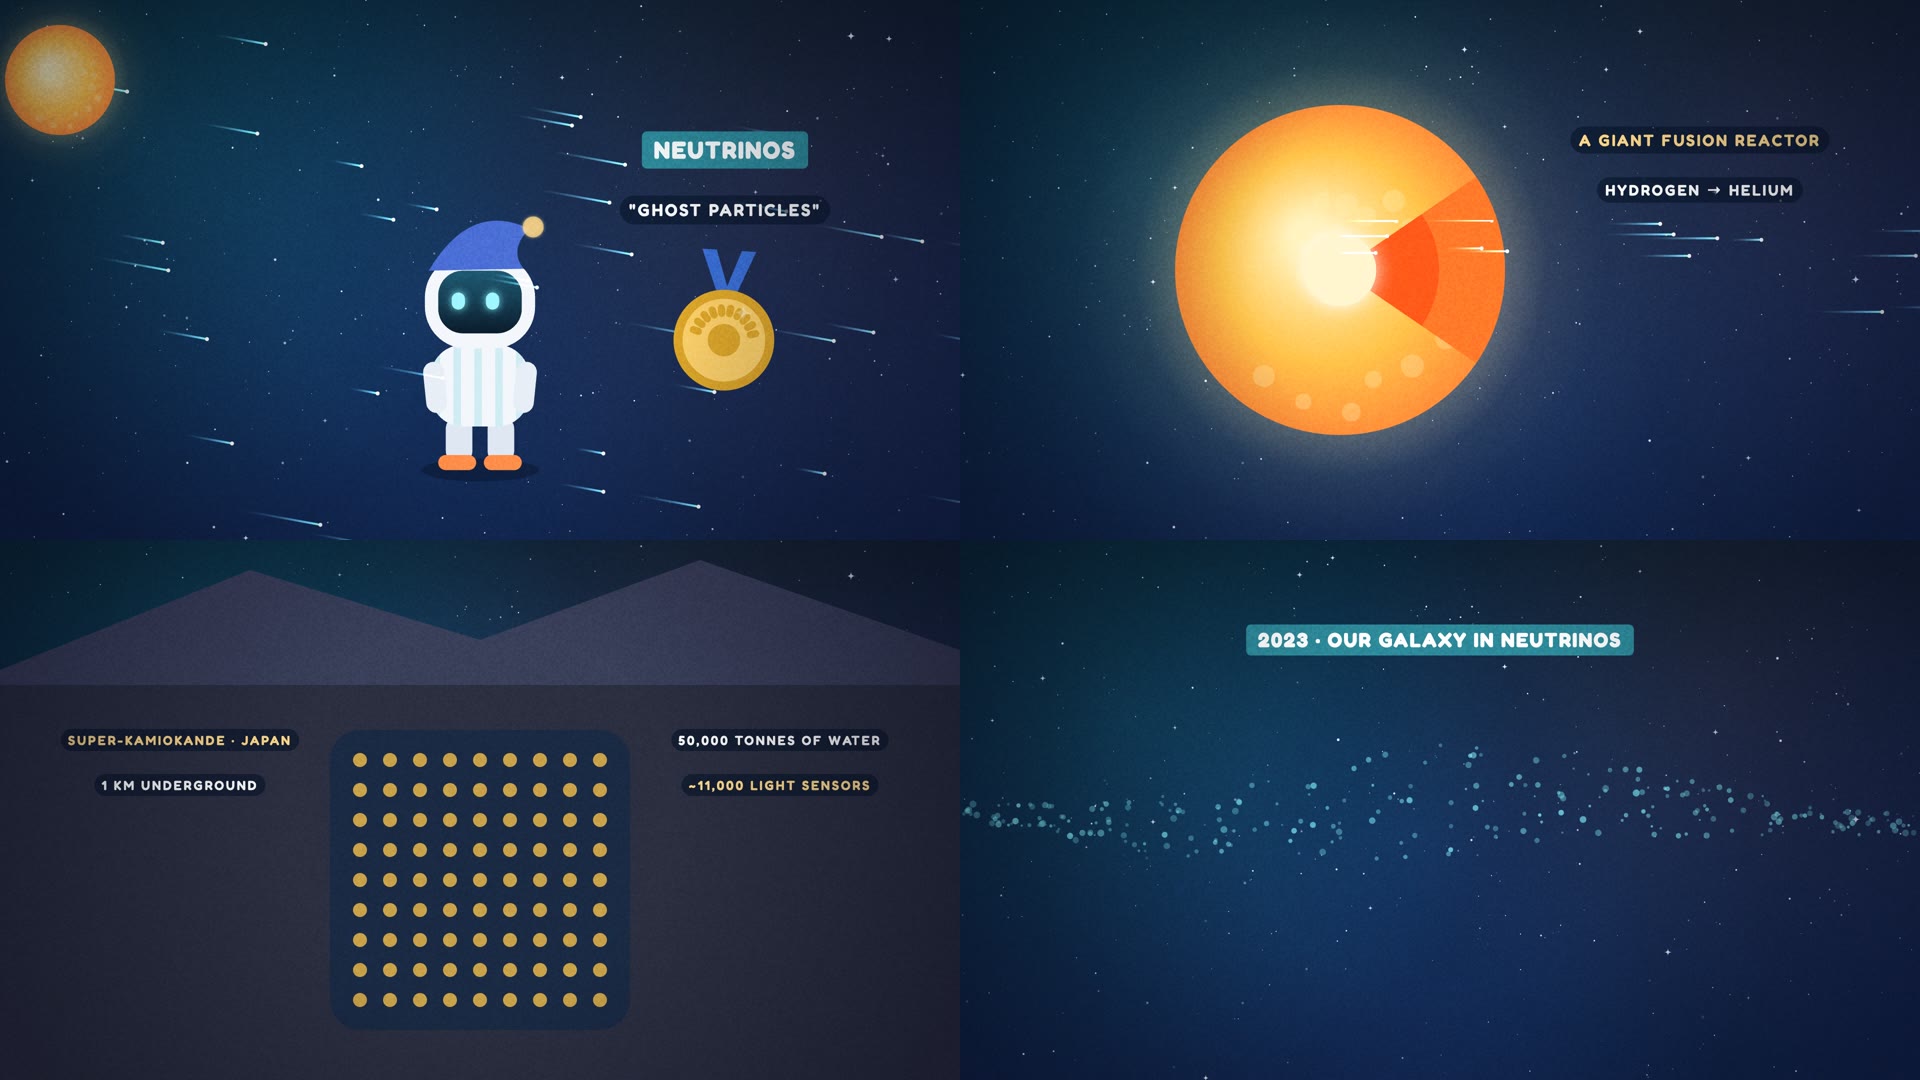 NEUTRINOS
"GHOST PARTICLES"
A GIANT FUSION REACTOR
HYDROGEN → HELIUM
SUPER-KAMIOKANDE · JAPAN
1 KM UNDERGROUND
50,000 TONNES OF WATER
~11,000 LIGHT SENSORS
2023 · OUR GALAXY IN NEUTRINOS